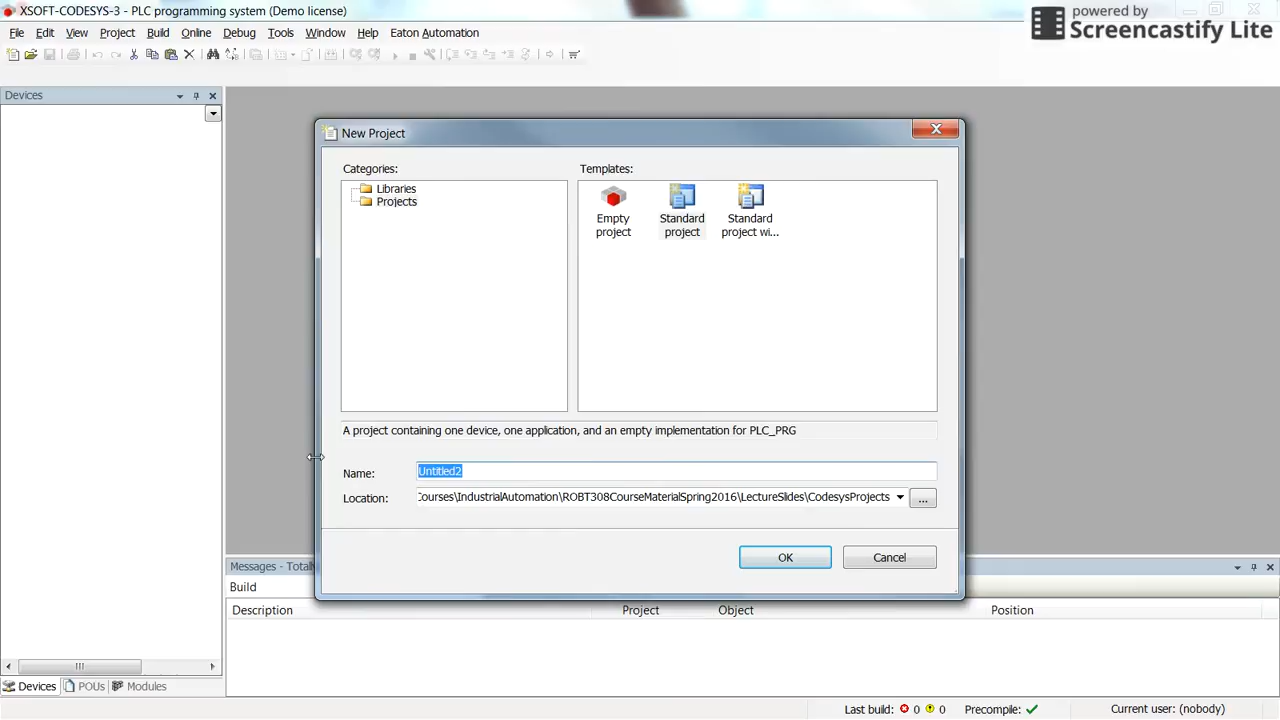 XSOFT-CODESYS-3 - PLC programming system (Demo license)
powered by
Screencastify Lite
File Edit View Project Build Online Debug Tools Window Help Eaton Automation
Devices
New Project
Categories:
Templates:
Libraries
Projects
Empty project
Standard project
Standard project wi...
A project containing one device, one application, and an empty implementation for PLC_PRG
Name: Untitled2
Location: :ourses\IndustrialAutomation\ROBT308CourseMaterialSpring2016\LectureSlides\CodesysProjects ...
OK Cancel
Messages - Totally
Build
Description Project Object Position
Devices POUs Modules
Last build: 0 0 Precompile: Current user: (nobody)